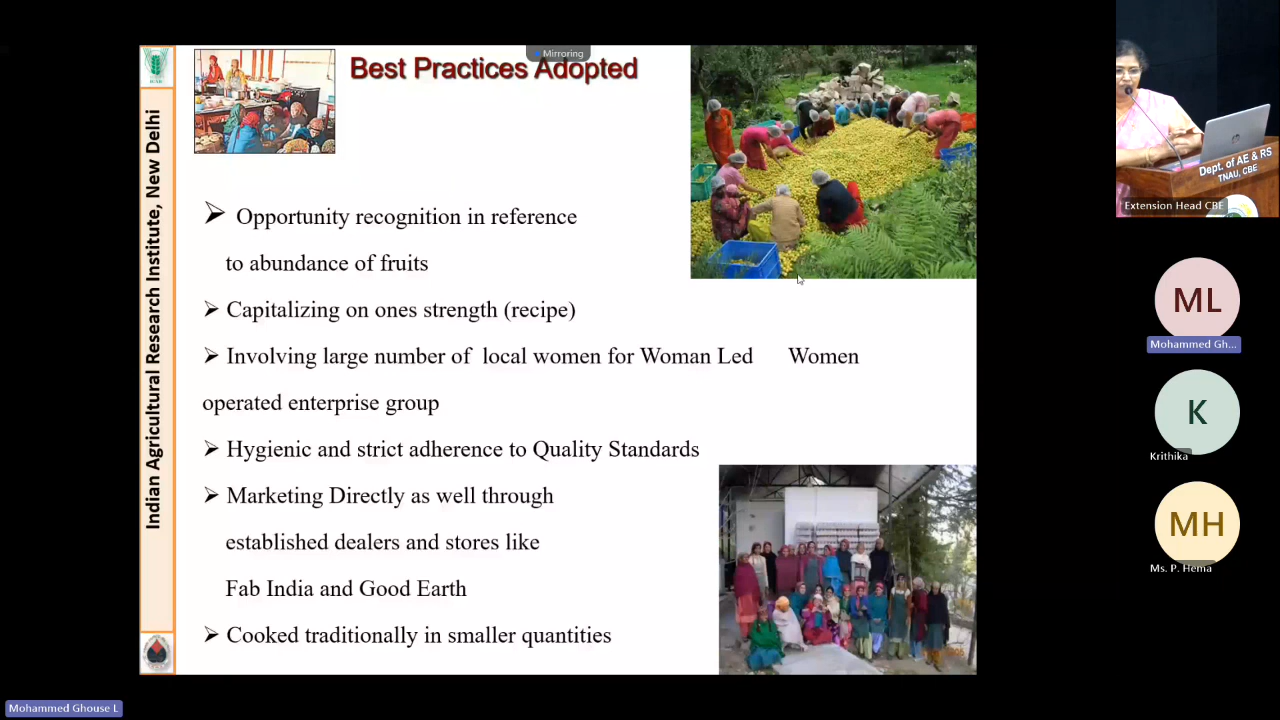 Mirroring
Best Practices Adopted
Indian Agricultural Research Institute, New Delhi
➢ Opportunity recognition in reference
to abundance of fruits
➢ Capitalizing on ones strength (recipe)
➢ Involving large number of local women for Woman Led Women
operated enterprise group
➢ Hygienic and strict adherence to Quality Standards
➢ Marketing Directly as well through
established dealers and stores like
Fab India and Good Earth
➢ Cooked traditionally in smaller quantities
Dept. of AE & RS
TNAU, CBE
Extension Head CBE
ML
Mohammed Gh...
K
Krithika
MH
Ms. P. Hema
Mohammed Ghouse L